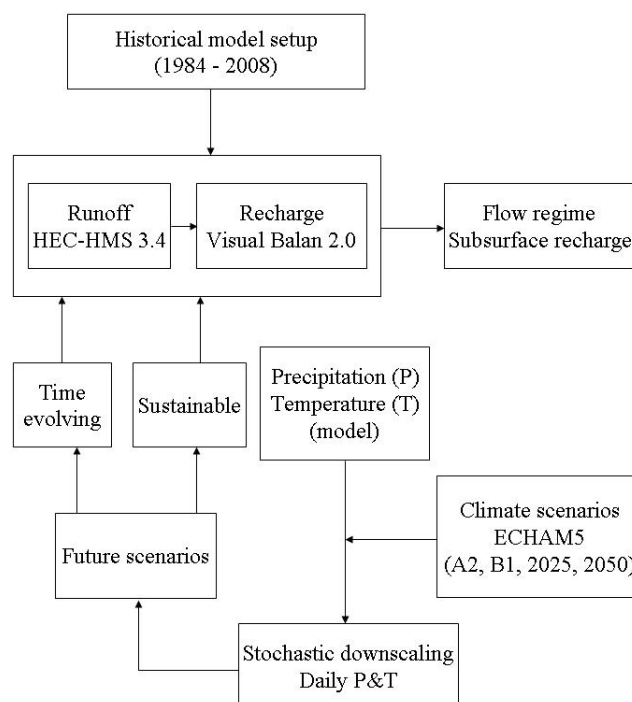 Historical model setup
(1984 - 2008)
Runoff
HEC-HMS 3.4
Recharge
Visual Balan 2.0
Flow regime
Subsurface recharge
Time
evolving
Sustainable
Precipitation (P)
Temperature (T)
(model)
Climate scenarios
ECHAM5
(A2, B1, 2025, 2050)
Future scenarios
Stochastic downscaling
Daily P&T